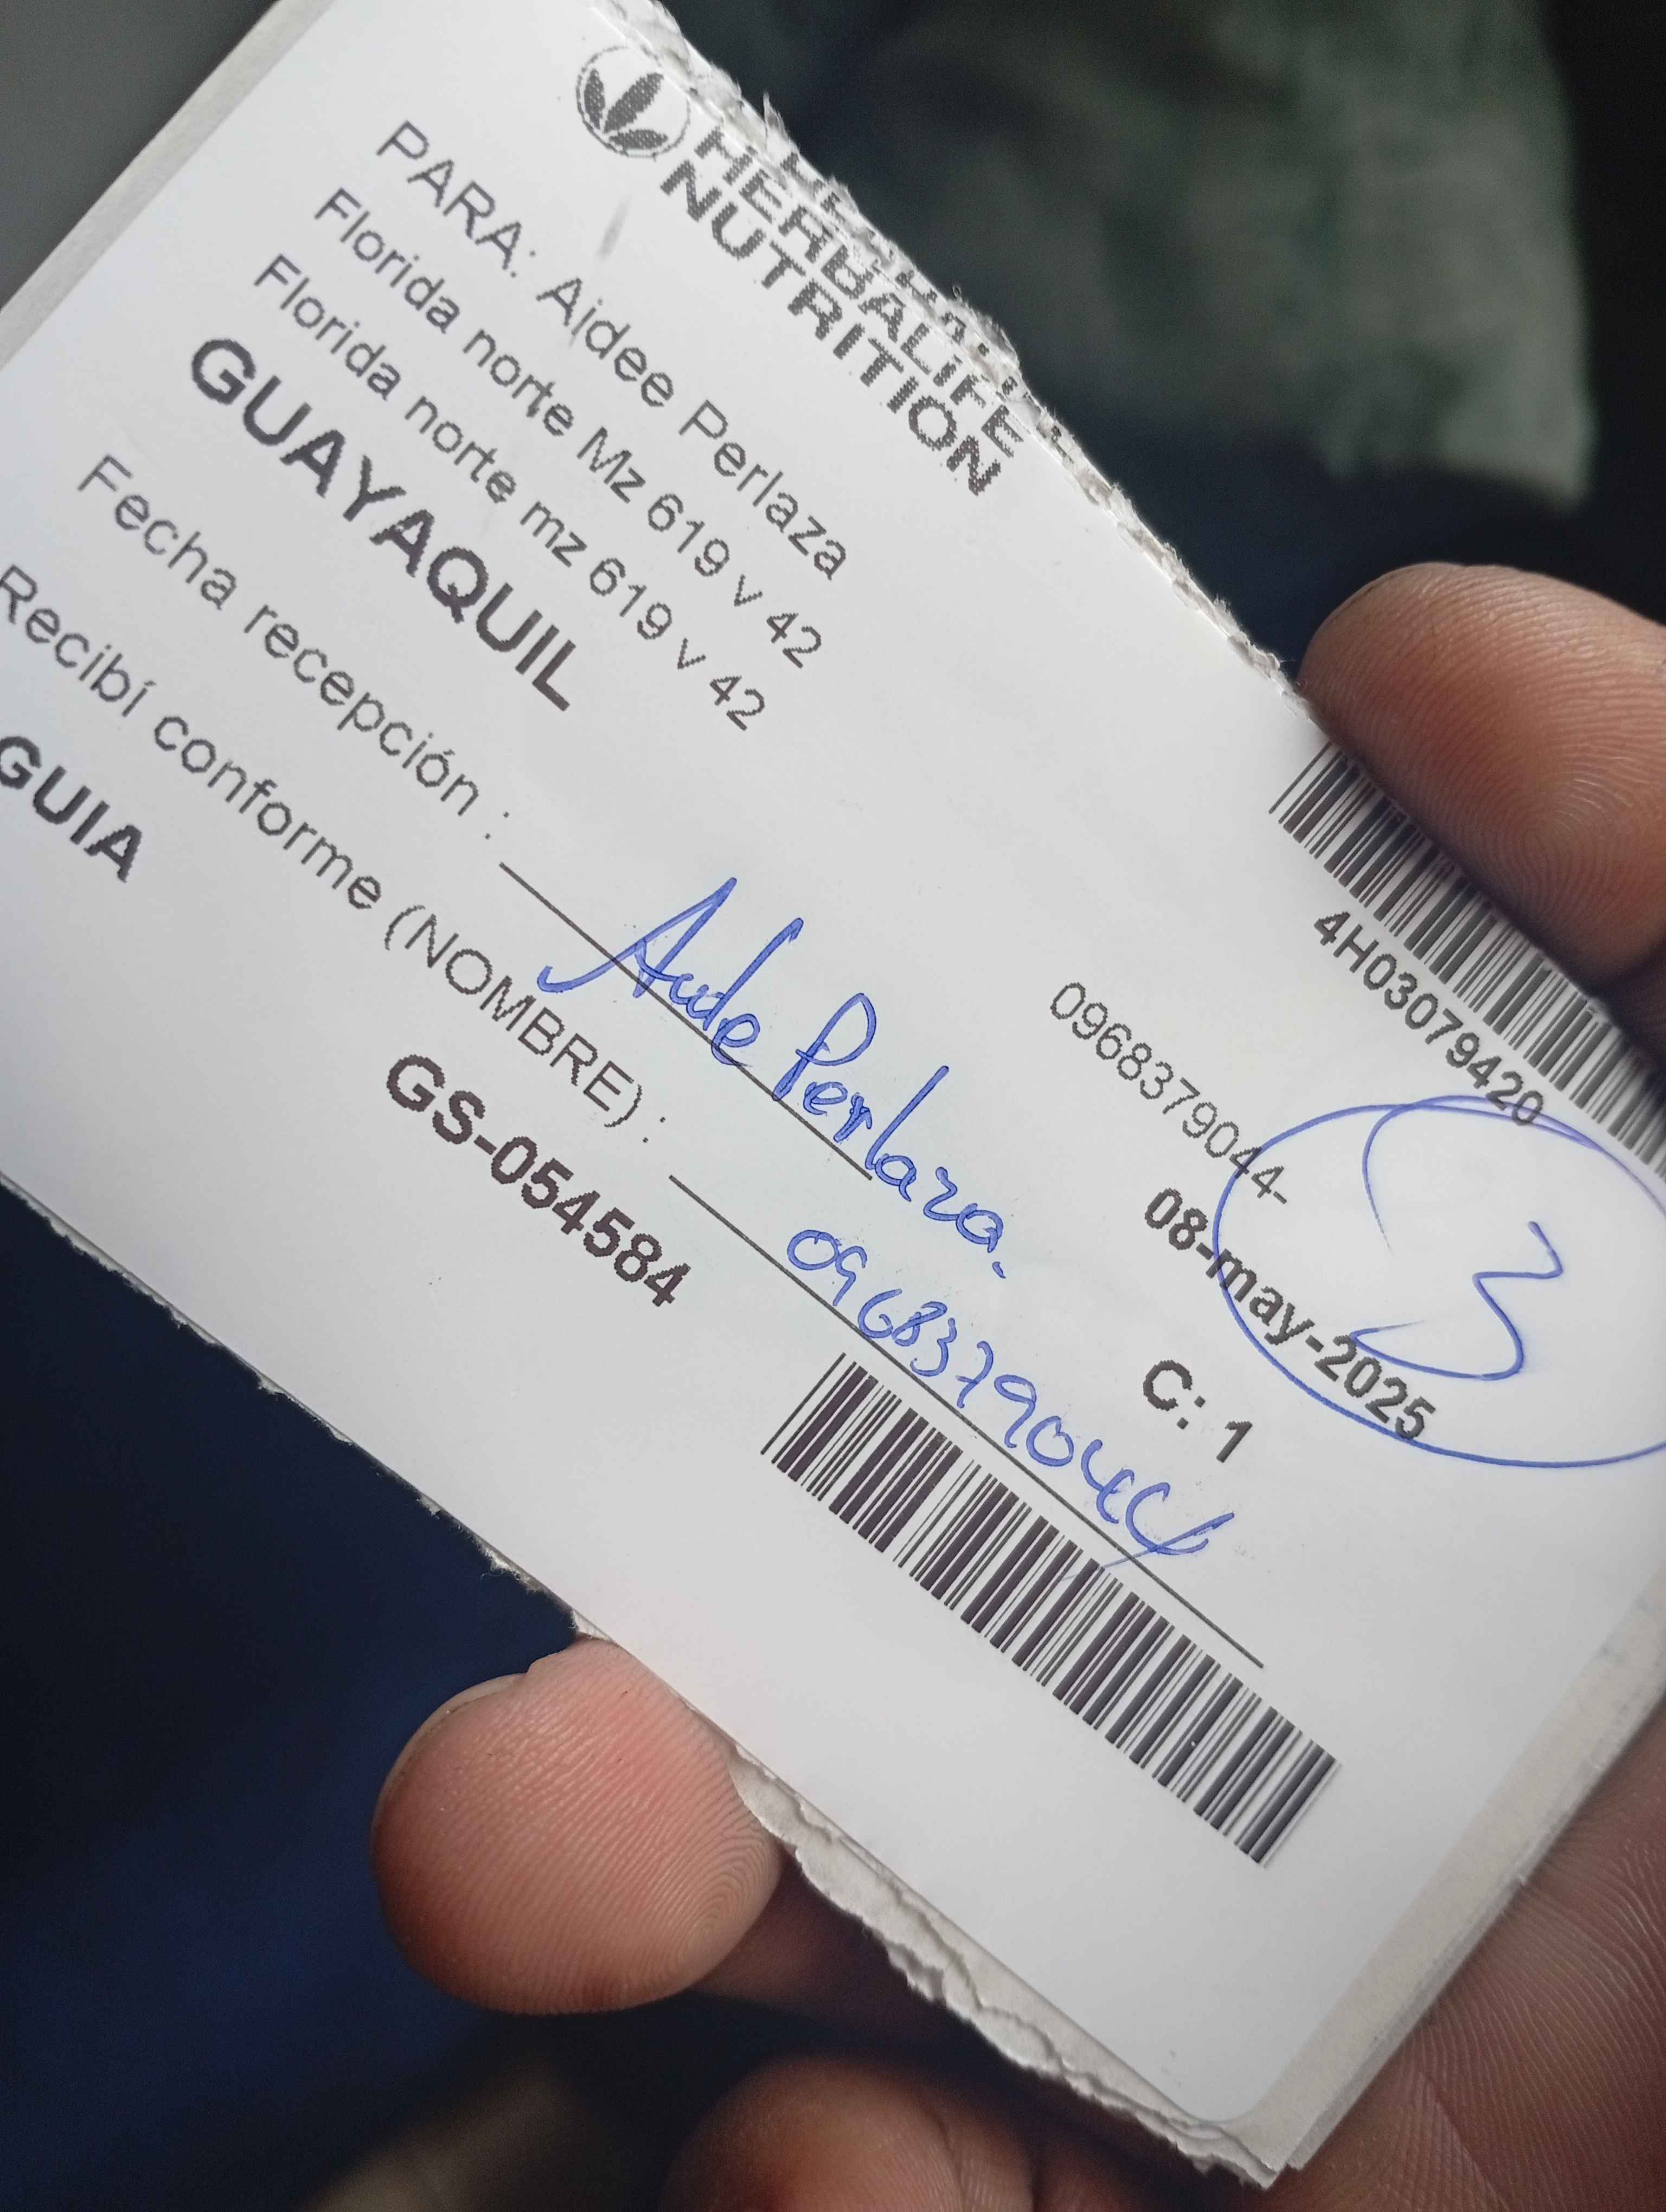 HERBALIFE
NUTRITION
4H03079420
PARA: Aidee Perlaza
Florida norte Mz 619 v 42
Florida norte mz 619 v 42
0968379044-
GUAYAQUIL
08-may-2025
3
Fecha recepción : Aide Perlaza.
C: 1
Recibí conforme (NOMBRE) : 0968379044
GUIA
GS-054584